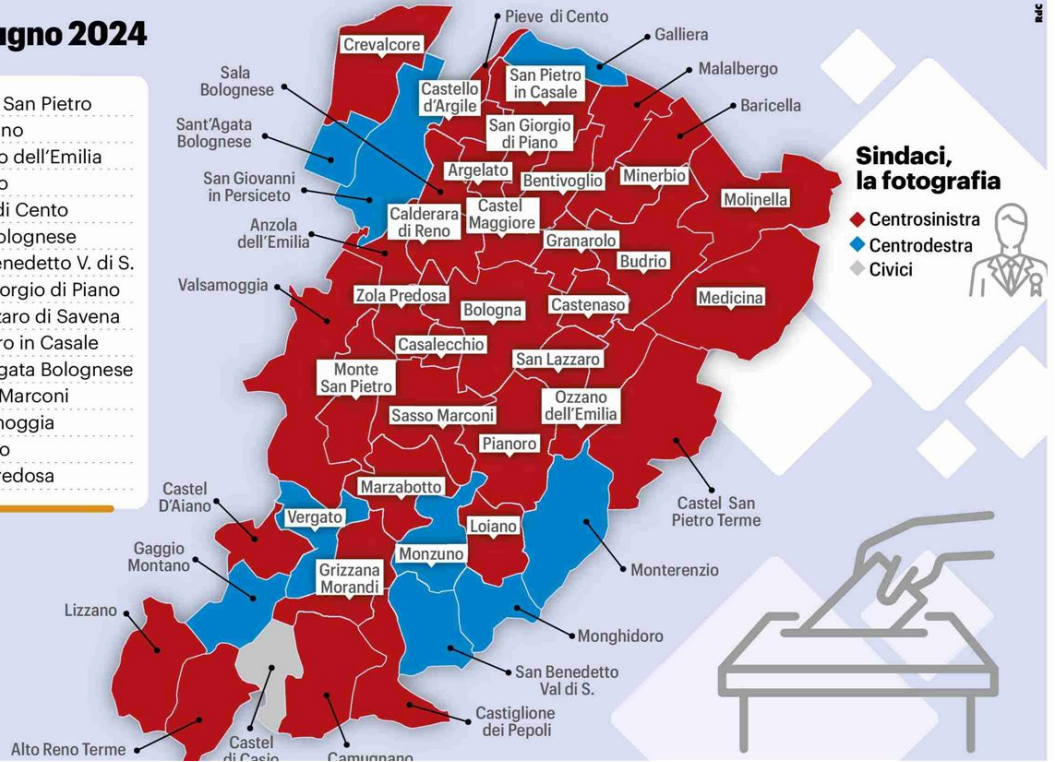 ugno 2024
San Pietro
no
o dell'Emilia
o
di Cento
olognese
enedetto V. di S.
iorgio di Piano
zaro di Savena
ro in Casale
gata Bolognese
Marconi
moggia
o
redosa
Crevalcore
Pieve di Cento
Galliera
Malalbergo
Baricella
Sala
Bolognese
Castello
d'Argile
San Pietro
in Casale
Sant'Agata
Bolognese
San Giorgio
di Piano
San Giovanni
in Persiceto
Argelato
Bentivoglio
Minerbio
Molinella
Anzola
dell'Emilia
Calderara
di Reno
Castel
Maggiore
Granarolo
Budrio
Valsamoggia
Zola Predosa
Bologna
Castenaso
Medicina
Casalecchio
San Lazzaro
Monte
San Pietro
Sasso Marconi
Ozzano
dell'Emilia
Pianoro
Castel
D'Aiano
Marzabotto
Castel San
Pietro Terme
Vergato
Loiano
Gaggio
Montano
Grizzana
Morandi
Monzuno
Monterenzio
Lizzano
Monghidoro
San Benedetto
Val di S.
Castiglione
dei Pepoli
Alto Reno Terme
Castel
di Casio
Camugnano
Sindaci,
la fotografia
Centrosinistra
Centrodestra
Civici
RdC